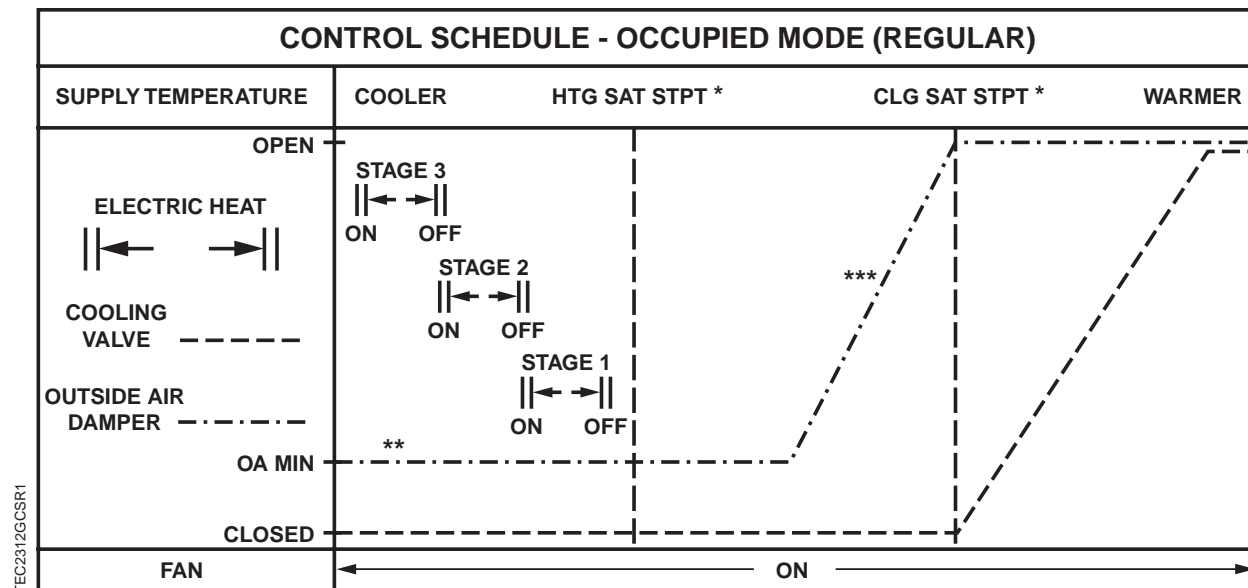 CONTROL SCHEDULE - OCCUPIED MODE (REGULAR)
SUPPLY TEMPERATURE COOLER HTG SAT STPT * CLG SAT STPT * WARMER
OPEN
STAGE 3
ELECTRIC HEAT
ON OFF
STAGE 2
***
COOLING
VALVE
ON OFF
STAGE 1
OUTSIDE AIR
DAMPER
ON OFF
**
OA MIN
CLOSED
FAN ON
TEC2312GCSR1